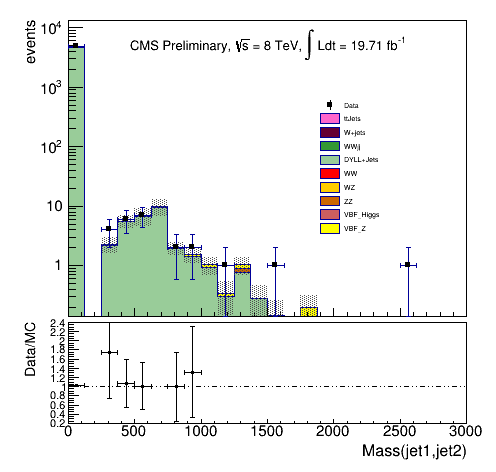 CMS Preliminary, √s = 8 TeV, ∫ Ldt = 19.71 fb⁻¹
events
10⁴
10³
10²
10
1
Data
ttJets
W+jets
WWjj
DYLL+Jets
WW
WZ
ZZ
VBF_Higgs
VBF_Z
Data/MC
2.4
2.2
2
1.8
1.6
1.4
1.2
1
0.8
0.6
0.4
0.2
0 500 1000 1500 2000 2500 3000
Mass(jet1,jet2)